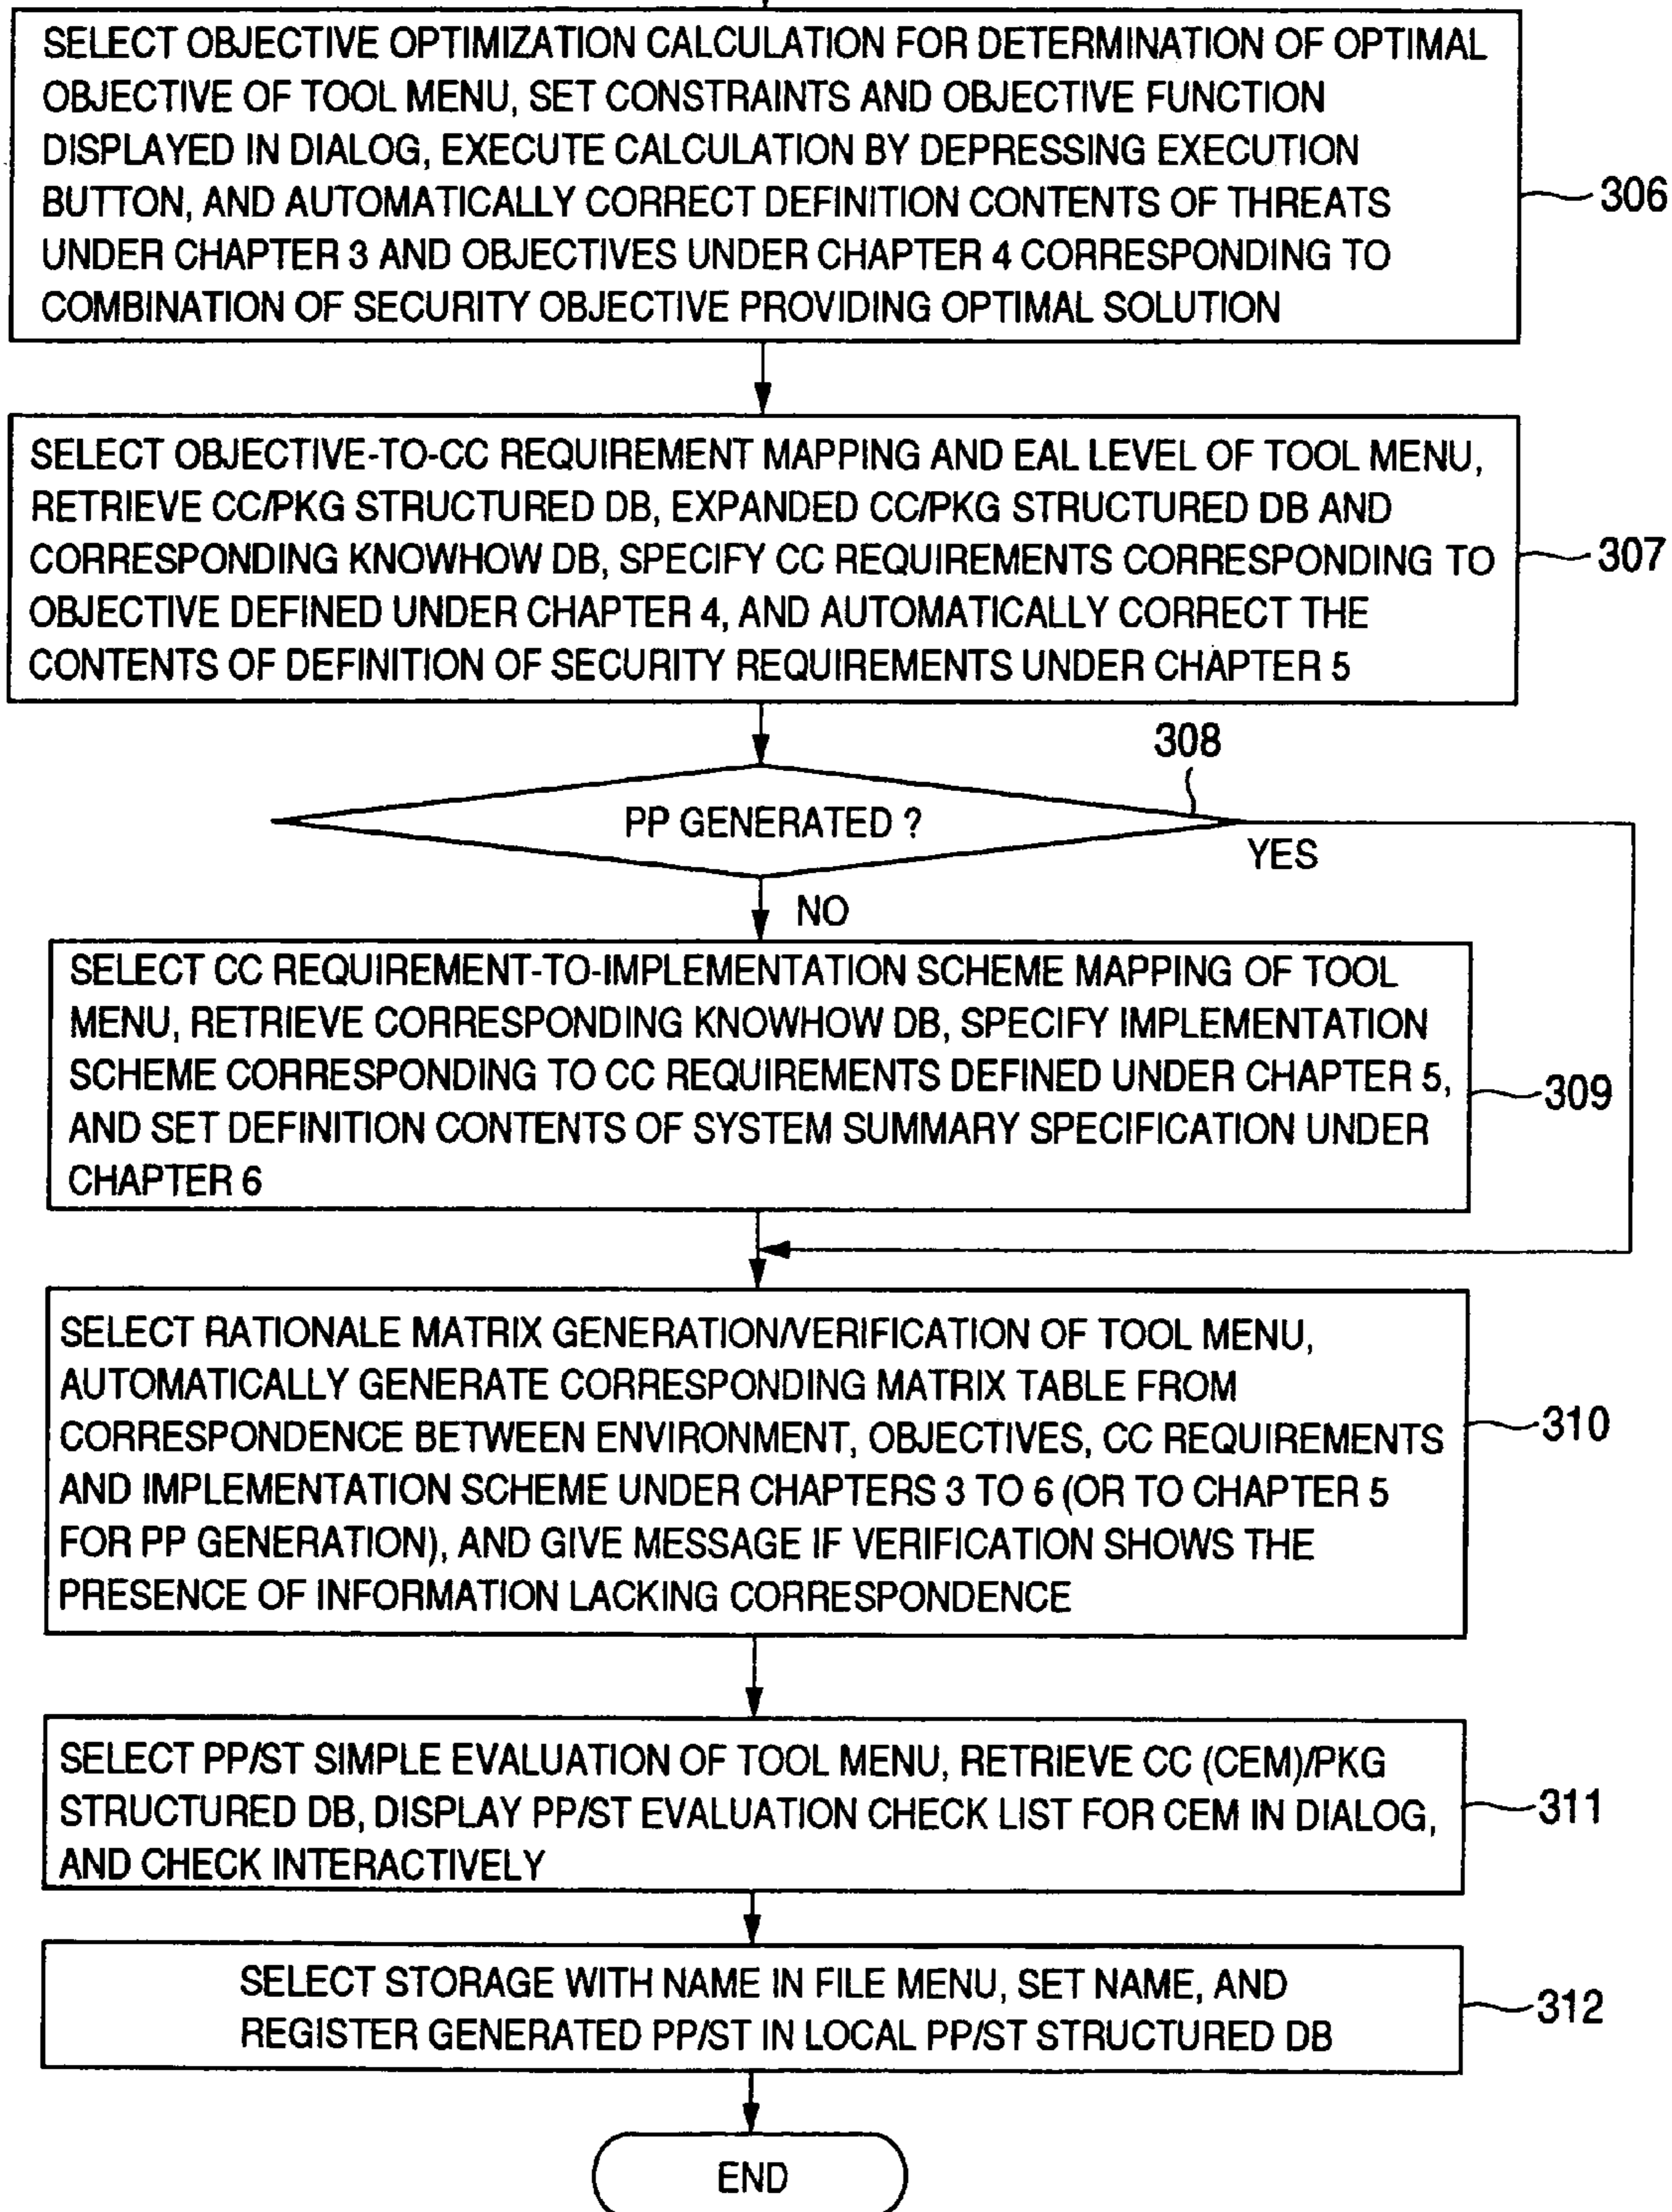 SELECT OBJECTIVE OPTIMIZATION CALCULATION FOR DETERMINATION OF OPTIMAL
OBJECTIVE OF TOOL MENU, SET CONSTRAINTS AND OBJECTIVE FUNCTION
DISPLAYED IN DIALOG, EXECUTE CALCULATION BY DEPRESSING EXECUTION
BUTTON, AND AUTOMATICALLY CORRECT DEFINITION CONTENTS OF THREATS
UNDER CHAPTER 3 AND OBJECTIVES UNDER CHAPTER 4 CORRESPONDING TO
COMBINATION OF SECURITY OBJECTIVE PROVIDING OPTIMAL SOLUTION
306
SELECT OBJECTIVE-TO-CC REQUIREMENT MAPPING AND EAL LEVEL OF TOOL MENU,
RETRIEVE CC/PKG STRUCTURED DB, EXPANDED CC/PKG STRUCTURED DB AND
CORRESPONDING KNOWHOW DB, SPECIFY CC REQUIREMENTS CORRESPONDING TO
OBJECTIVE DEFINED UNDER CHAPTER 4, AND AUTOMATICALLY CORRECT THE
CONTENTS OF DEFINITION OF SECURITY REQUIREMENTS UNDER CHAPTER 5
307
308
PP GENERATED ?
YES
NO
SELECT CC REQUIREMENT-TO-IMPLEMENTATION SCHEME MAPPING OF TOOL
MENU, RETRIEVE CORRESPONDING KNOWHOW DB, SPECIFY IMPLEMENTATION
SCHEME CORRESPONDING TO CC REQUIREMENTS DEFINED UNDER CHAPTER 5,
AND SET DEFINITION CONTENTS OF SYSTEM SUMMARY SPECIFICATION UNDER
CHAPTER 6
309
SELECT RATIONALE MATRIX GENERATION/VERIFICATION OF TOOL MENU,
AUTOMATICALLY GENERATE CORRESPONDING MATRIX TABLE FROM
CORRESPONDENCE BETWEEN ENVIRONMENT, OBJECTIVES, CC REQUIREMENTS
AND IMPLEMENTATION SCHEME UNDER CHAPTERS 3 TO 6 (OR TO CHAPTER 5
FOR PP GENERATION), AND GIVE MESSAGE IF VERIFICATION SHOWS THE
PRESENCE OF INFORMATION LACKING CORRESPONDENCE
310
SELECT PP/ST SIMPLE EVALUATION OF TOOL MENU, RETRIEVE CC (CEM)/PKG
STRUCTURED DB, DISPLAY PP/ST EVALUATION CHECK LIST FOR CEM IN DIALOG,
AND CHECK INTERACTIVELY
311
SELECT STORAGE WITH NAME IN FILE MENU, SET NAME, AND
REGISTER GENERATED PP/ST IN LOCAL PP/ST STRUCTURED DB
312
END